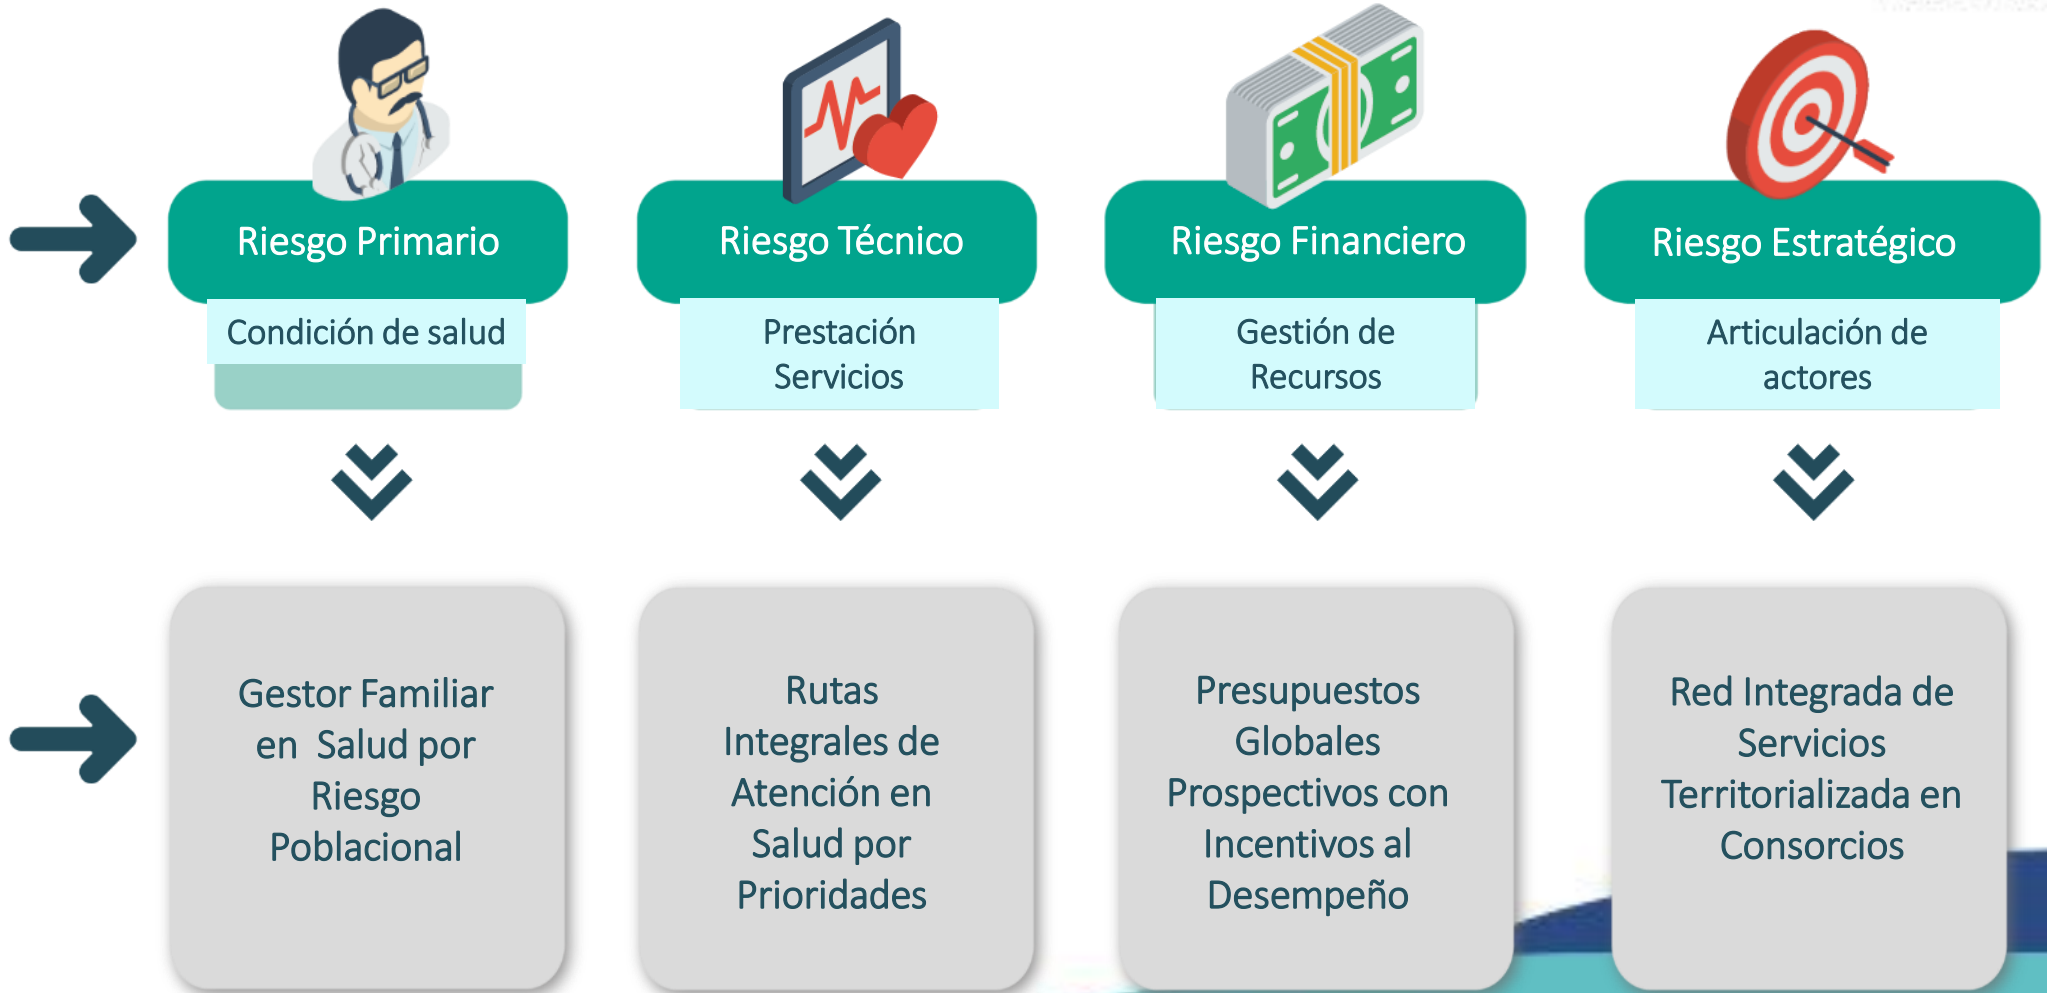 Riesgo Primario
Condición de salud
Riesgo Técnico
Prestación
Servicios
Riesgo Financiero
Gestión de
Recursos
Riesgo Estratégico
Articulación de
actores
Gestor Familiar
en Salud por
Riesgo
Poblacional
Rutas
Integrales de
Atención en
Salud por
Prioridades
Presupuestos
Globales
Prospectivos con
Incentivos al
Desempeño
Red Integrada de
Servicios
Territorializada en
Consorcios